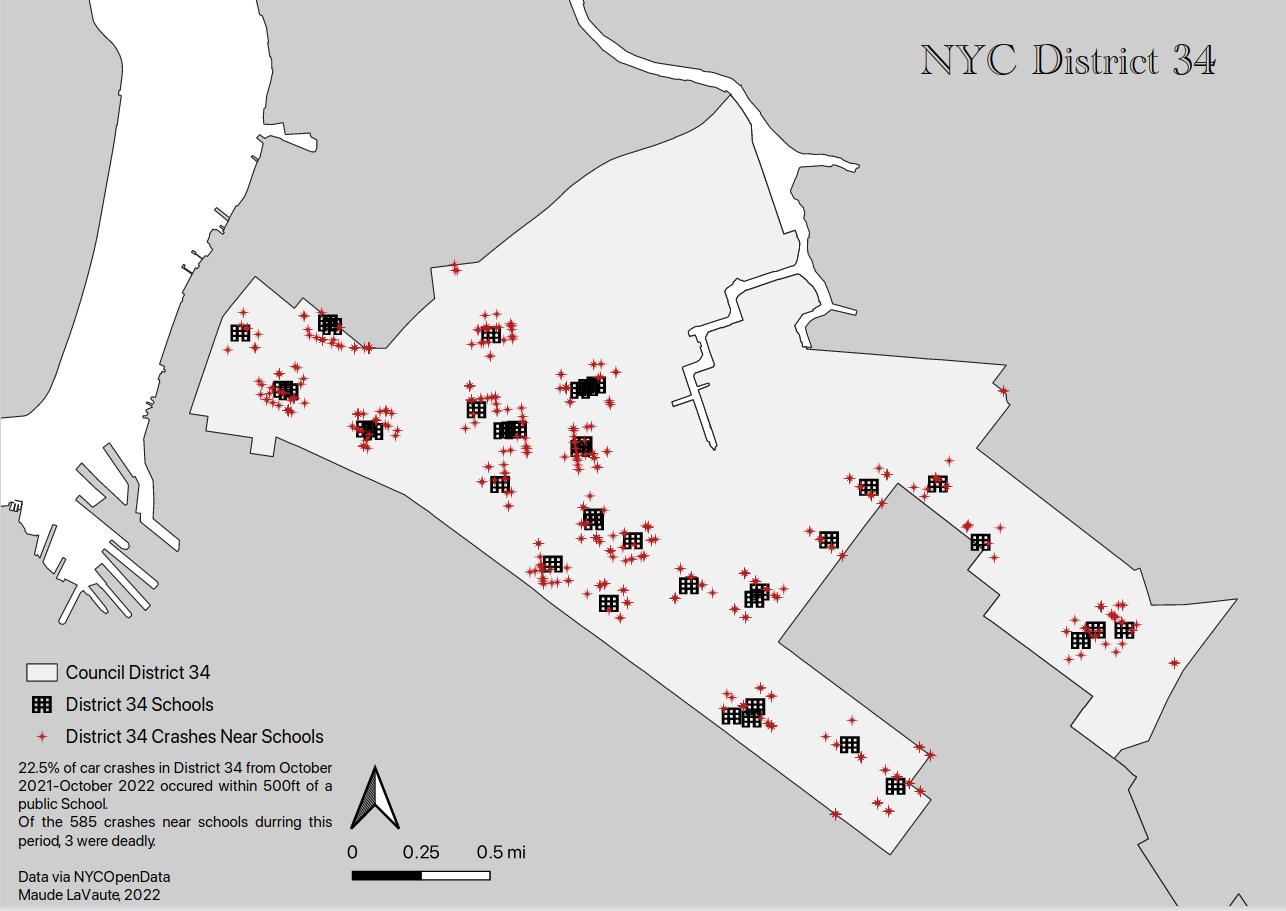 NYC District 34
Council District 34
District 34 Schools
District 34 Crashes Near Schools
22.5% of car crashes in District 34 from October
2021-October 2022 occured within 500ft of a
public School.
Of the 585 crashes near schools durring this
period, 3 were deadly.
0 0.25 0.5 mi
Data via NYCOpenData
Maude LaVaute, 2022